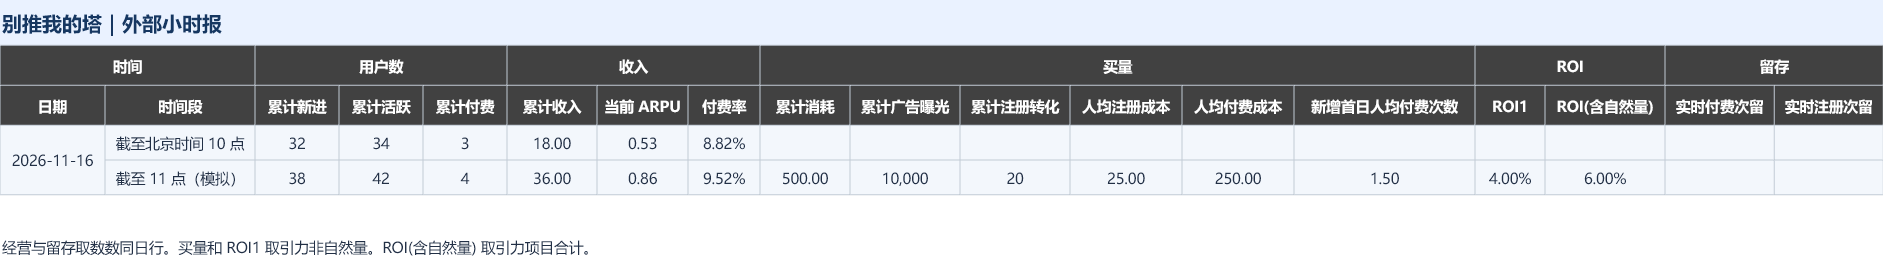 别推我的塔｜外部小时报
时间 用户数 收入 买量 ROI 留存
日期 时间段 累计新进 累计活跃 累计付费 累计收入 当前 ARPU 付费率 累计消耗 累计广告曝光 累计注册转化 人均注册成本 人均付费成本 新增首日人均付费次数 ROI1 ROI(含自然量) 实时付费次留 实时注册次留
2026-11-16 截至北京时间 10 点 32 34 3 18.00 0.53 8.82%
截至 11 点（模拟） 38 42 4 36.00 0.86 9.52% 500.00 10,000 20 25.00 250.00 1.50 4.00% 6.00%
经营与留存取数数同日行。买量和 ROI1 取引力非自然量。ROI(含自然量) 取引力项目合计。